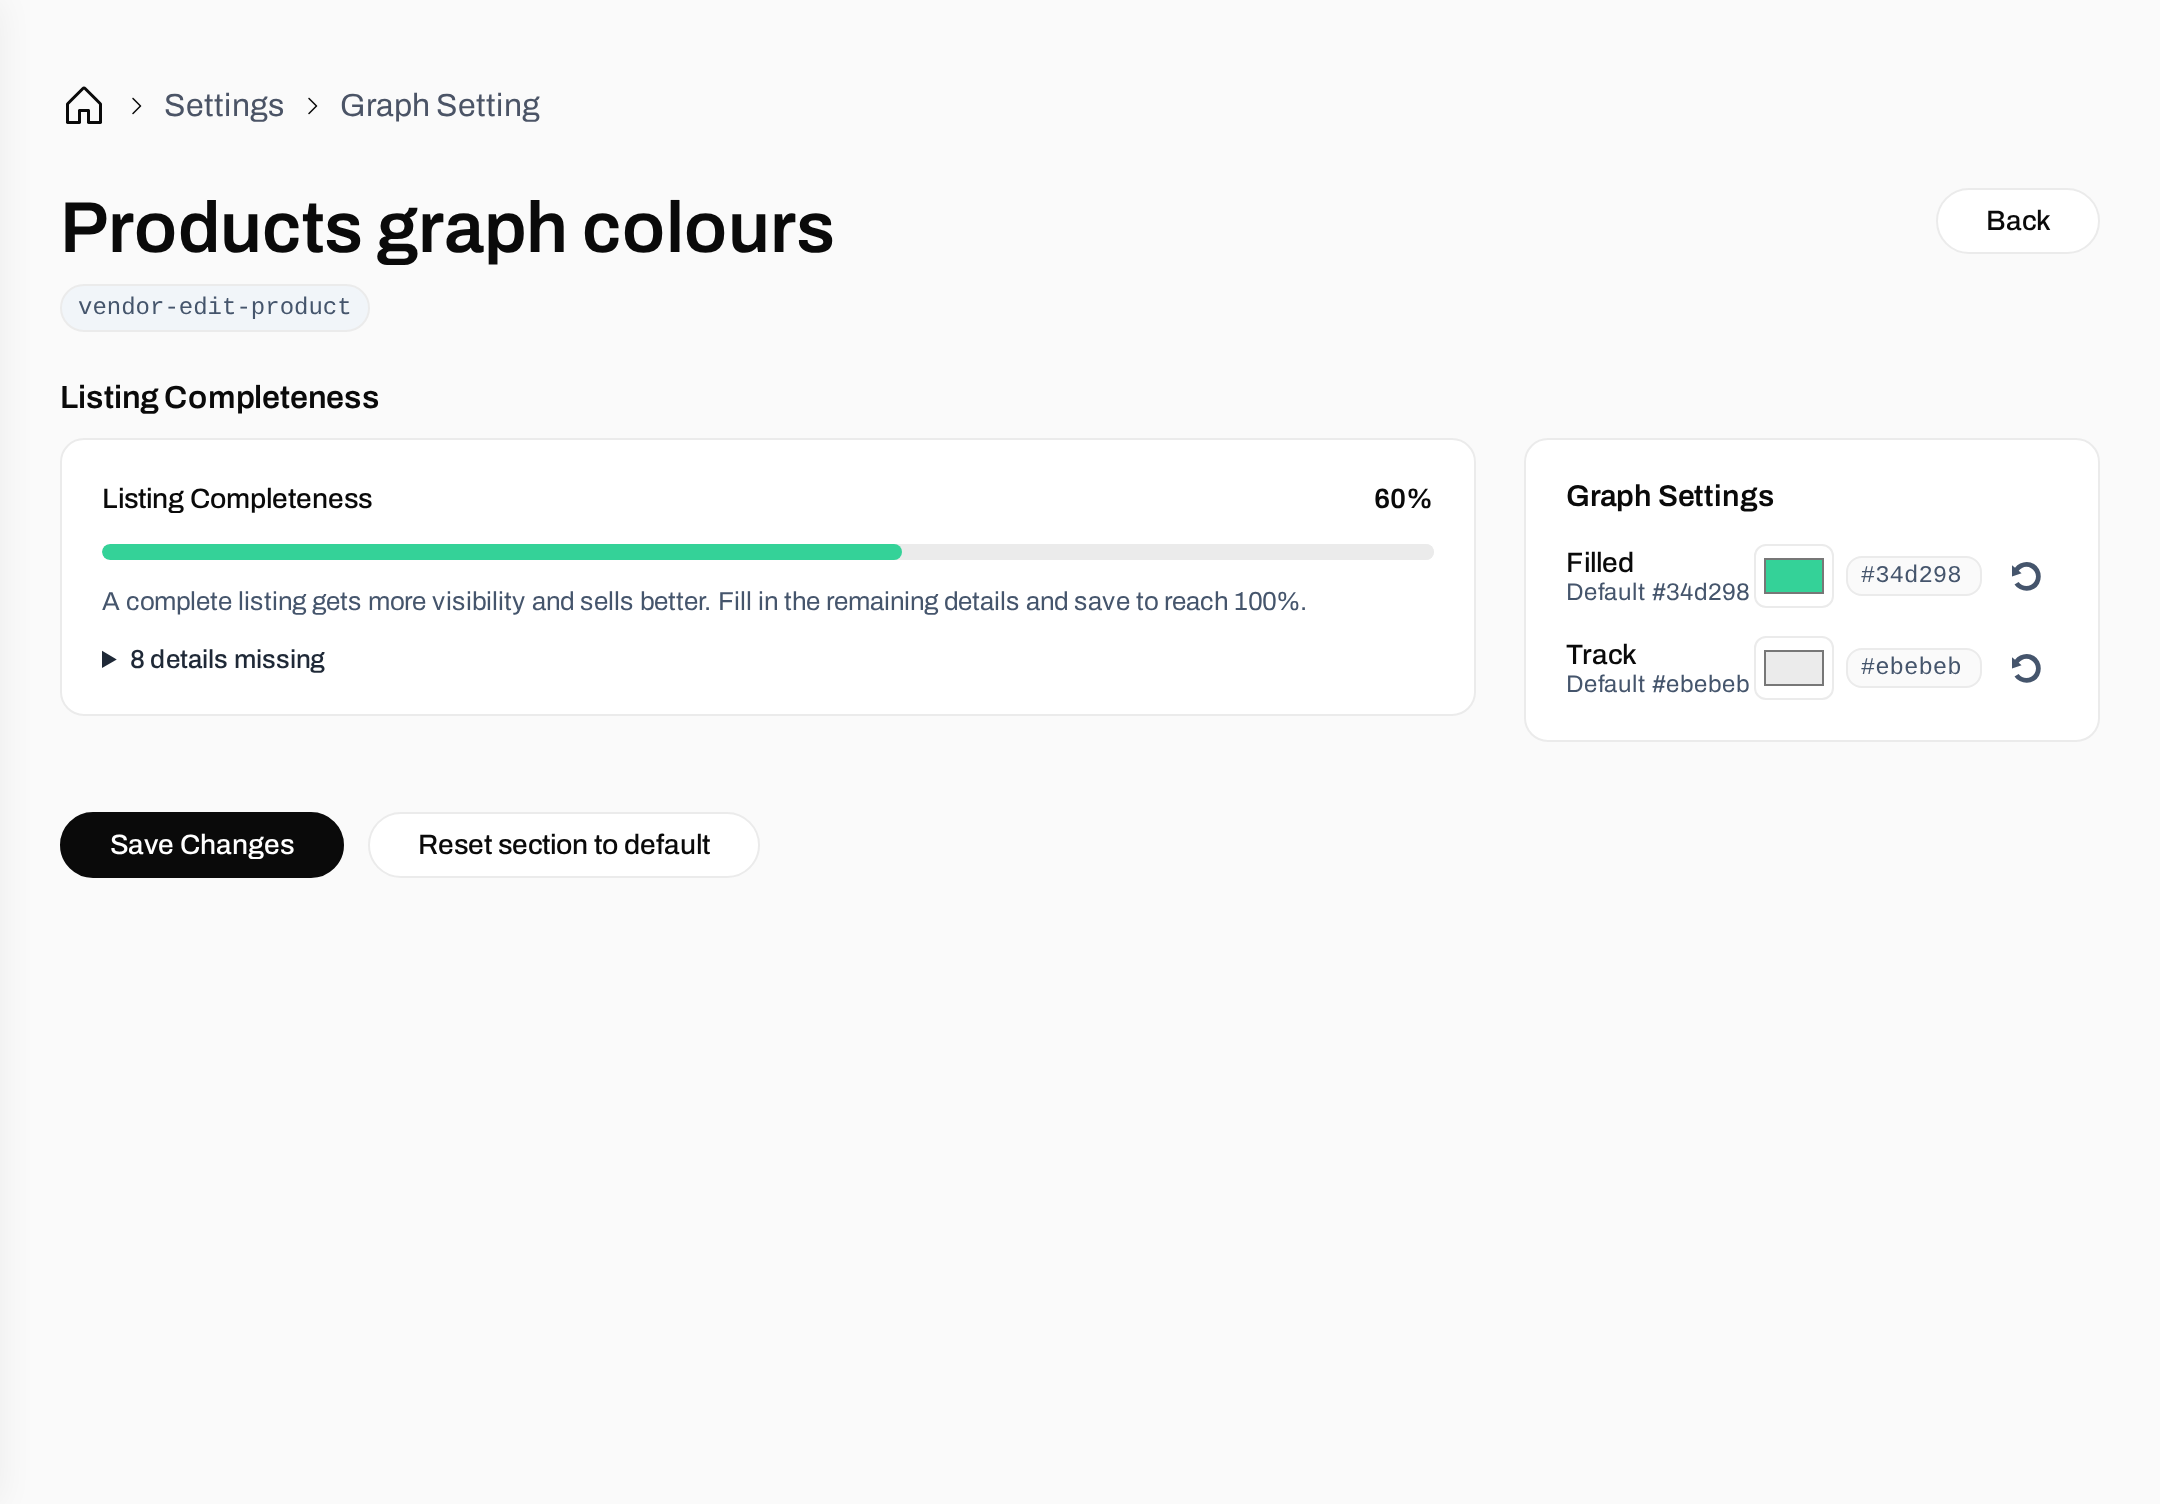 Settings
Graph Setting
Products graph colours
Back
vendor-edit-product
Listing Completeness
Listing Completeness
60%
A complete listing gets more visibility and sells better. Fill in the remaining details and save to reach 100%.
8 details missing
Graph Settings
Filled
Default #34d298
#34d298
Track
Default #ebebeb
#ebebeb
Save Changes
Reset section to default